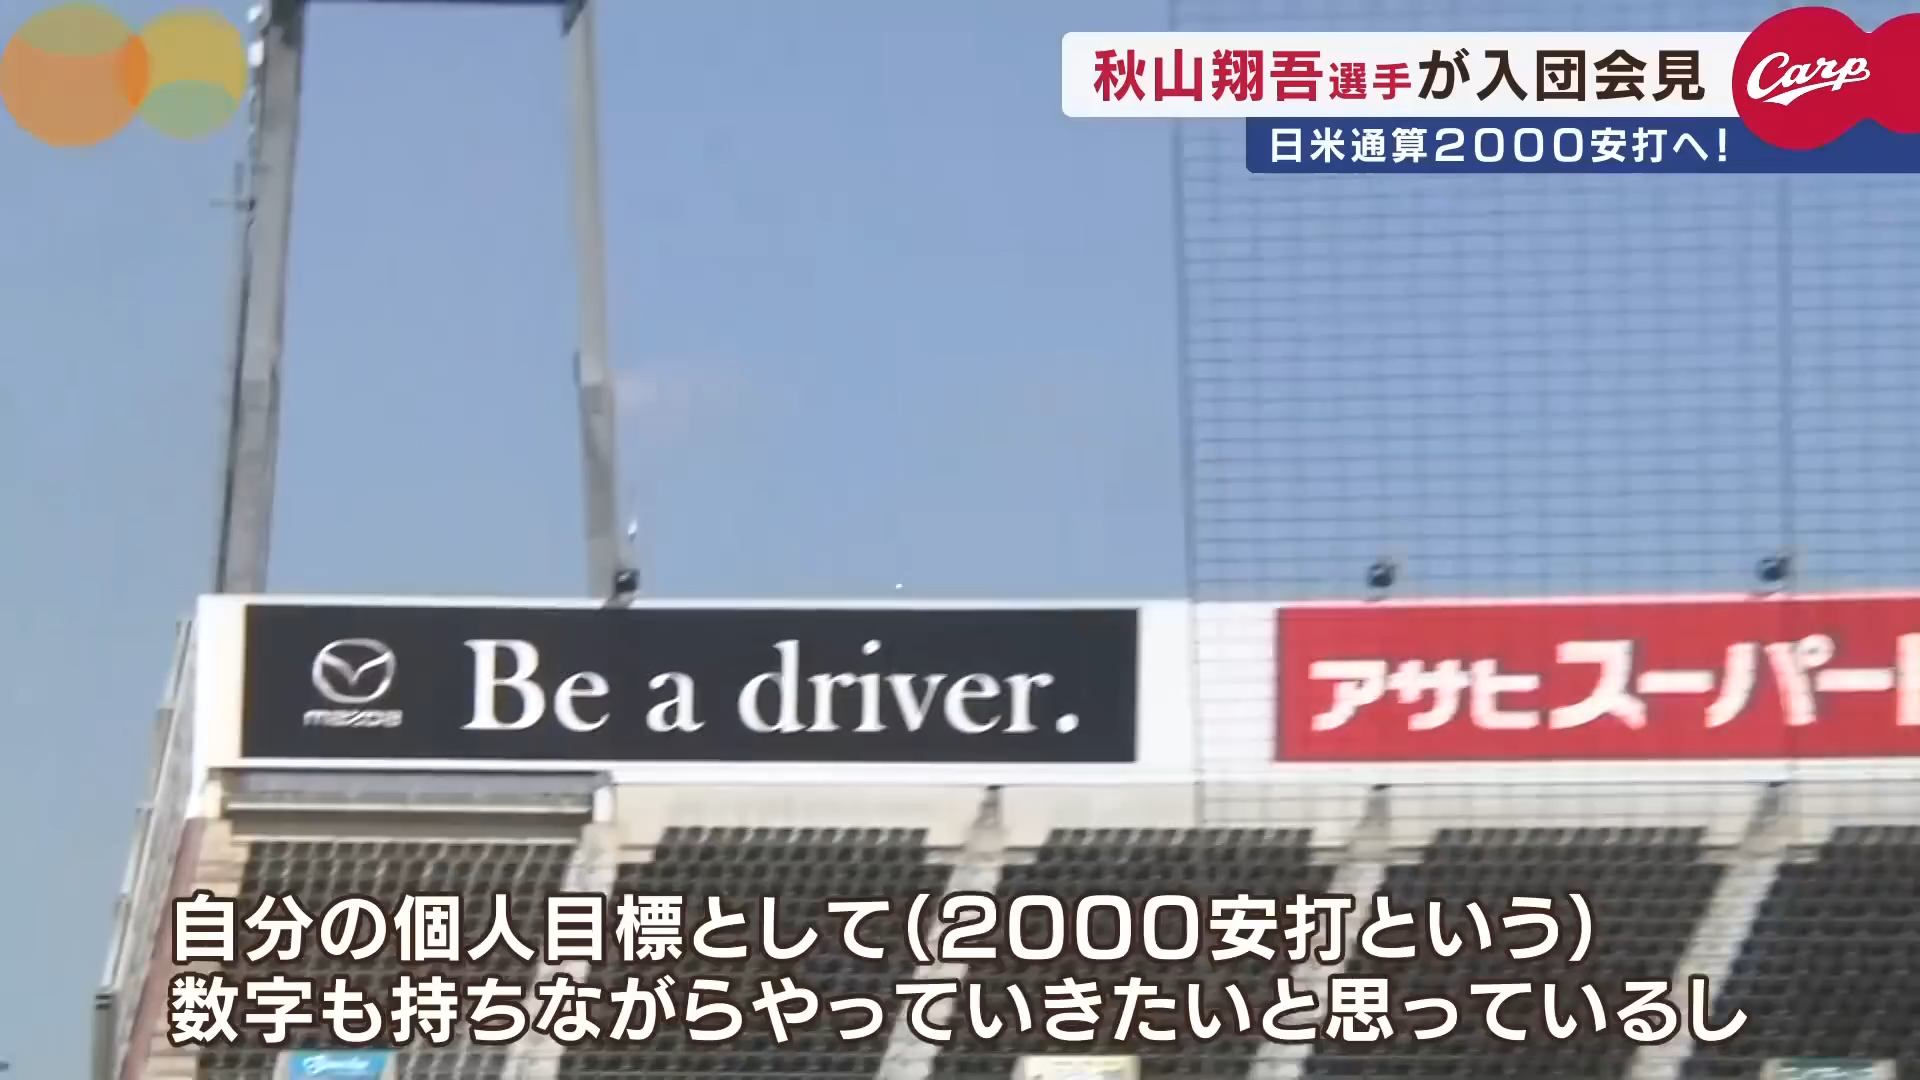 秋山翔吾選手が入団会見
Carp
日米通算2000安打へ!
mazda
Be a driver.
アサヒスーパー
自分の個人目標として(2000安打という)
数字も持ちながらやっていきたいと思っているし